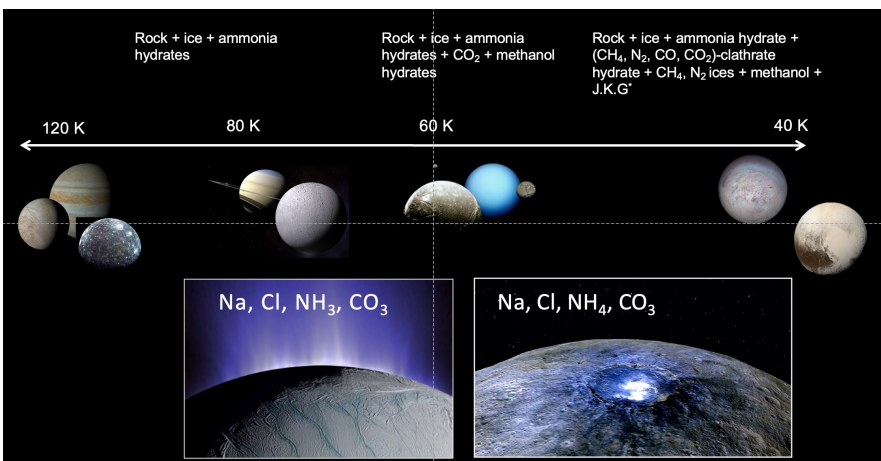 Rock + ice + ammonia
hydrates
Rock + ice + ammonia
hydrates + CO₂ + methanol
hydrates
Rock + ice + ammonia hydrate +
(CH₄, N₂, CO, CO₂)-clathrate
hydrate + CH₄, N₂ ices + methanol +
J.K.G*
120 K
80 K
60 K
40 K
Na, Cl, NH₃, CO₃
Na, Cl, NH₄, CO₃